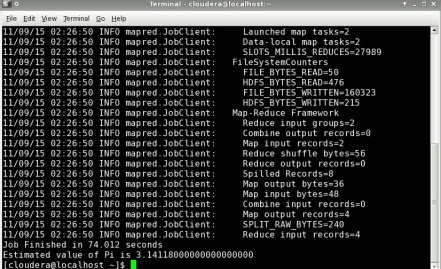 Terminal - cloudera@localhost:~
File Edit View Terminal Go Help
11/09/15 02:26:50 INFO mapred.JobClient: Launched map tasks=2
11/09/15 02:26:50 INFO mapred.JobClient: Data-local map tasks=2
11/09/15 02:26:50 INFO mapred.JobClient: SLOTS_MILLIS_REDUCES=27989
11/09/15 02:26:50 INFO mapred.JobClient: FileSystemCounters
11/09/15 02:26:50 INFO mapred.JobClient: FILE_BYTES_READ=50
11/09/15 02:26:50 INFO mapred.JobClient: HDFS_BYTES_READ=476
11/09/15 02:26:50 INFO mapred.JobClient: FILE_BYTES_WRITTEN=160323
11/09/15 02:26:50 INFO mapred.JobClient: HDFS_BYTES_WRITTEN=215
11/09/15 02:26:50 INFO mapred.JobClient: Map-Reduce Framework
11/09/15 02:26:50 INFO mapred.JobClient: Reduce input groups=2
11/09/15 02:26:50 INFO mapred.JobClient: Combine output records=0
11/09/15 02:26:50 INFO mapred.JobClient: Map input records=2
11/09/15 02:26:50 INFO mapred.JobClient: Reduce shuffle bytes=56
11/09/15 02:26:50 INFO mapred.JobClient: Reduce output records=0
11/09/15 02:26:50 INFO mapred.JobClient: Spilled Records=8
11/09/15 02:26:50 INFO mapred.JobClient: Map output bytes=36
11/09/15 02:26:50 INFO mapred.JobClient: Map input bytes=48
11/09/15 02:26:50 INFO mapred.JobClient: Combine input records=0
11/09/15 02:26:50 INFO mapred.JobClient: Map output records=4
11/09/15 02:26:50 INFO mapred.JobClient: SPLIT_RAW_BYTES=240
11/09/15 02:26:50 INFO mapred.JobClient: Reduce input records=4
Job Finished in 74.012 seconds
Estimated value of Pi is 3.14118000000000000000
[cloudera@localhost ~]$